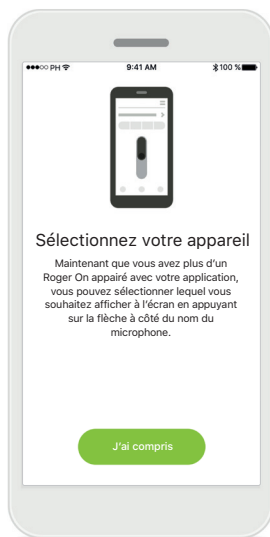 PH 9:41 AM 100 %
Sélectionnez votre appareil
Maintenant que vous avez plus d'un
Roger On appairé avec votre application,
vous pouvez sélectionner lequel vous
souhaitez afficher à l'écran en appuyant
sur la flèche à côté du nom du
microphone.
J'ai compris